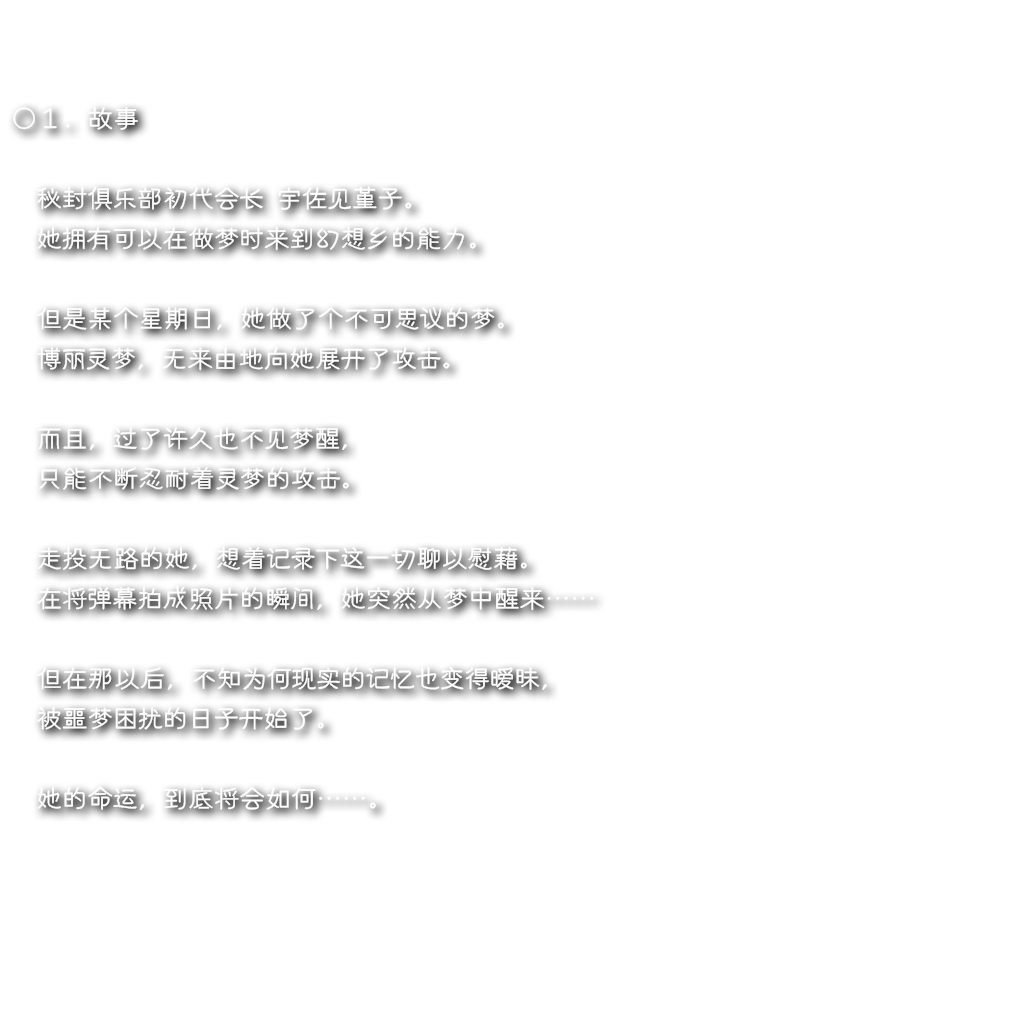 ○１．故事
秘封俱乐部初代会长 宇佐见堇子。
她拥有可以在做梦时来到幻想乡的能力。
但是某个星期日，她做了个不可思议的梦。
博丽灵梦，无来由地向她展开了攻击。
而且，过了许久也不见梦醒，
只能不断忍耐着灵梦的攻击。
走投无路的她，想着记录下这一切聊以慰藉。
在将弹幕拍成照片的瞬间，她突然从梦中醒来……
但在那以后，不知为何现实的记忆也变得暧昧，
被噩梦困扰的日子开始了。
她的命运，到底将会如何……。